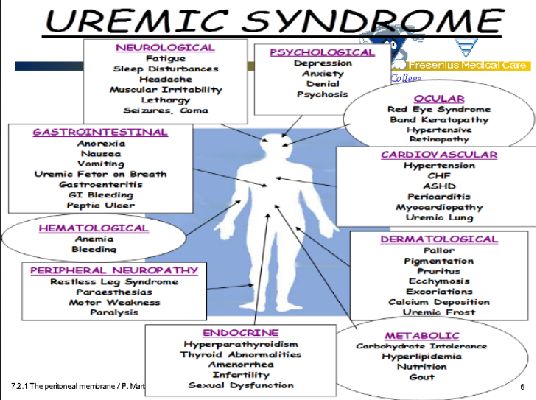 UREMIC SYNDROME
NEUROLOGICAL
Fatigue
Sleep Disturbances
Headache
Muscular Irritability
Lethargy
Seizures, Coma
PSYCHOLOGICAL
Depression
Anxiety
Denial
Psychosis
Fresenius Medical Care
College
OCULAR
Red Eye Syndrome
Band Keratopathy
Hypertensive
Retinopathy
GASTROINTESTINAL
Anorexia
Nausea
Vomiting
Uremic Fetor on Breath
Gastroenteritis
GI Bleeding
Peptic Ulcer
CARDIOVASCULAR
Hypertension
CHF
ASHD
Pericarditis
Myocardiopathy
Uremic Lung
HEMATOLOGICAL
Anemia
Bleeding
DERMATOLOGICAL
Pallor
Pigmentation
Pruritus
Ecchymosis
Excoriations
Calcium Deposition
Uremic Frost
PERIPHERAL NEUROPATHY
Restless Leg Syndrome
Paraesthesias
Motor Weakness
Paralysis
ENDOCRINE
Hyperparathyroidism
Thyroid Abnormalities
Amenorrhea
Infertility
Sexual Dysfunction
METABOLIC
Carbohydrate Intolerance
Hyperlipidemia
Nutrition
Gout
7.2.1 The peritoneal membrane / P. Mart
6